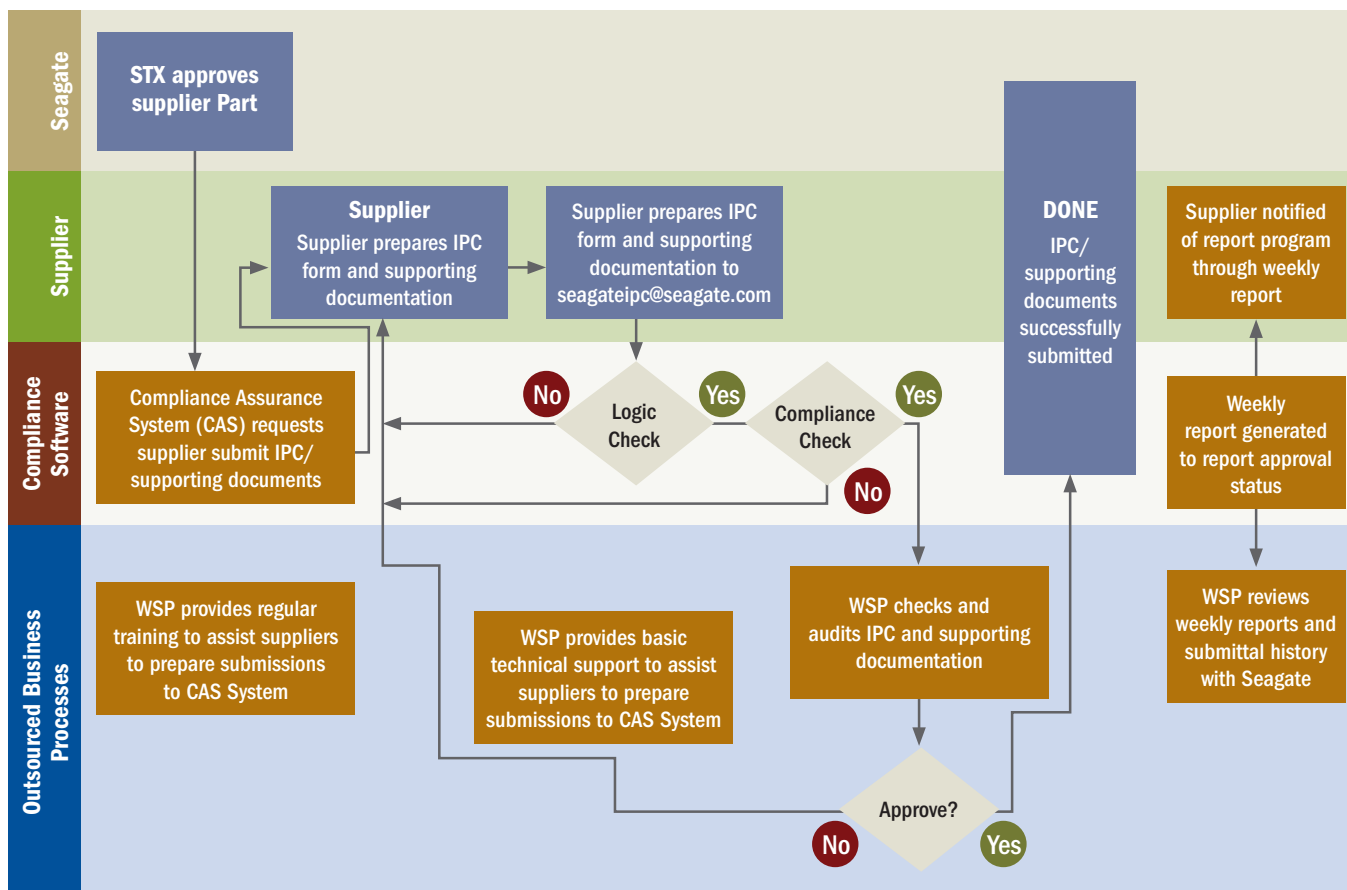 Seagate
STX approves
supplier Part
Supplier
Supplier
Supplier prepares IPC
form and supporting
documentation
Supplier prepares IPC
form and supporting
documentation to
seagateipc@seagate.com
DONE
IPC/
supporting
documents
successfully
submitted
Supplier notified
of report program
through weekly
report
Compliance
Software
Compliance Assurance
System (CAS) requests
supplier submit IPC/
supporting documents
No
Logic
Check
Yes
Compliance
Check
Yes
No
Weekly
report generated
to report approval
status
Outsourced Business
Processes
WSP provides regular
training to assist suppliers
to prepare submissions
to CAS System
WSP provides basic
technical support to assist
suppliers to prepare
submissions to CAS System
WSP checks and
audits IPC and supporting
documentation
WSP reviews
weekly reports and
submittal history
with Seagate
Approve?
No
Yes